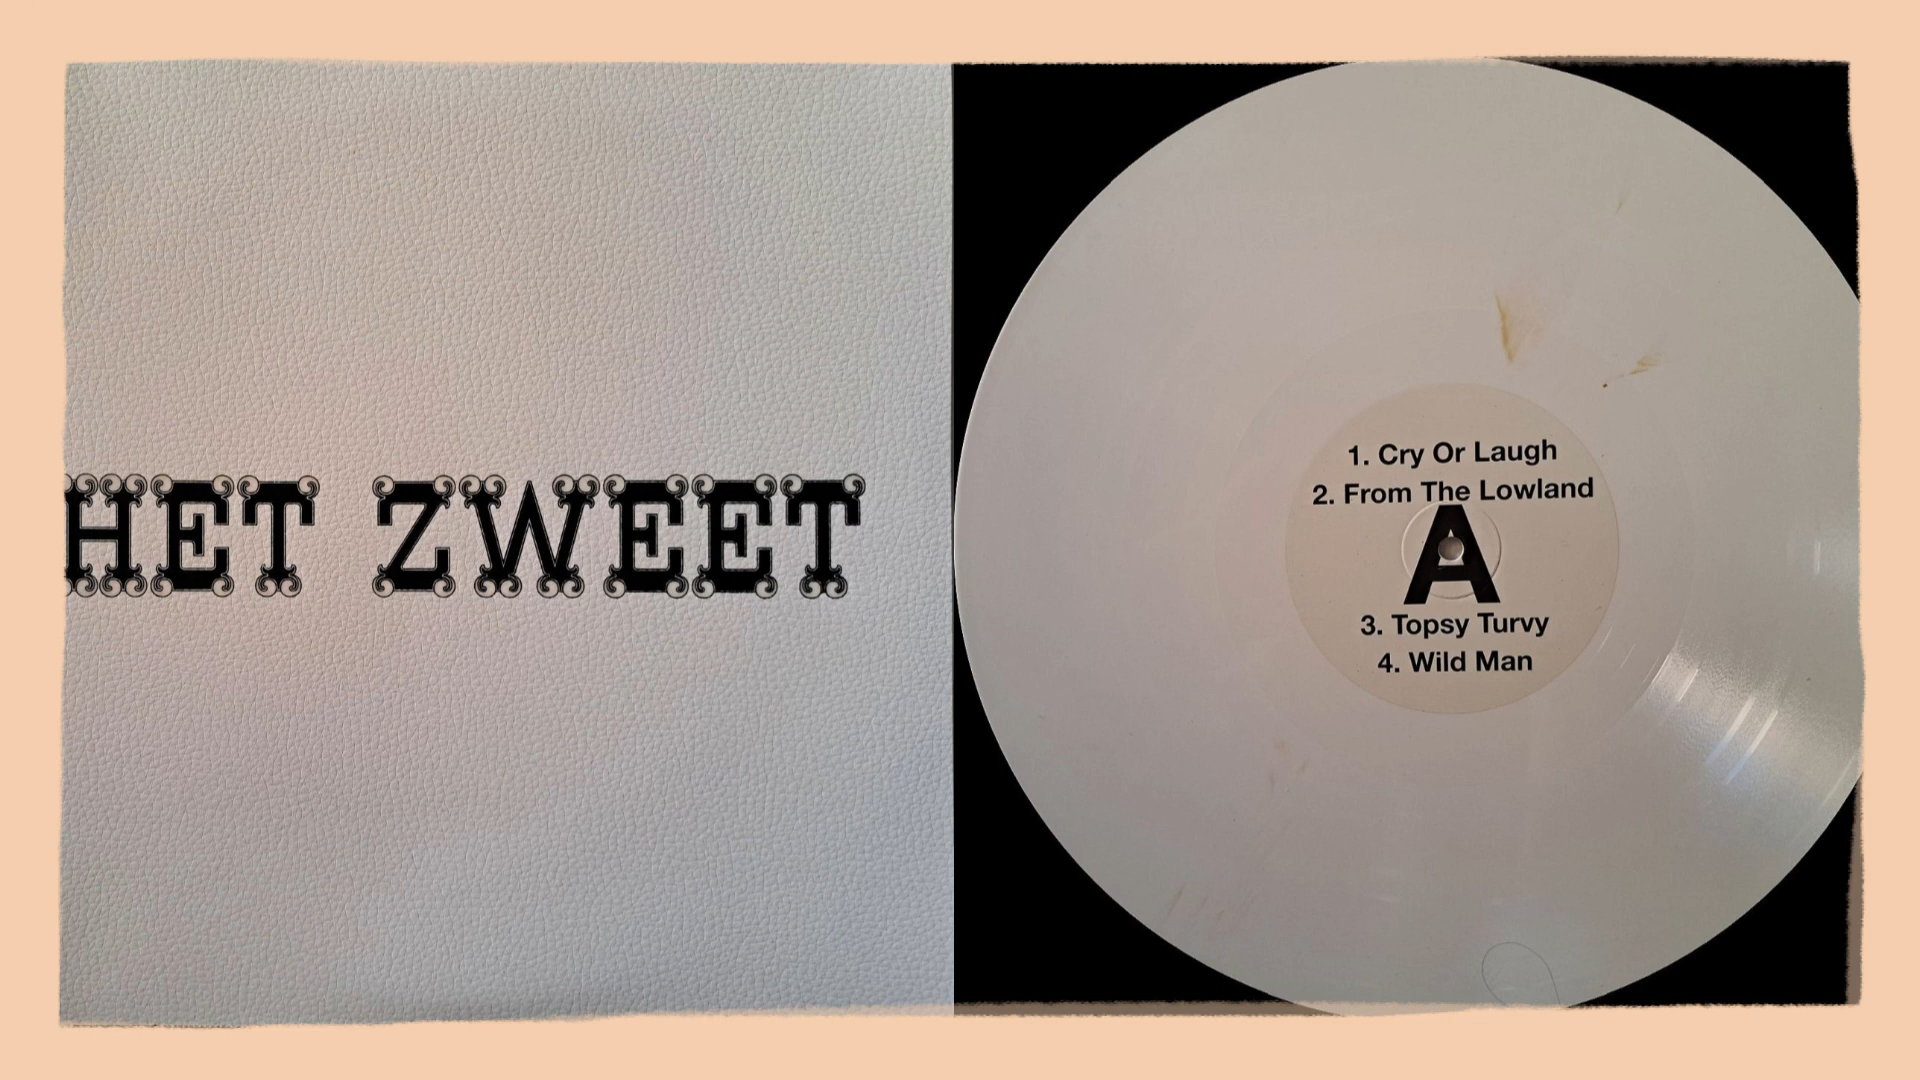 HET ZWEET
1. Cry Or Laugh
2. From The Lowland
A
3. Topsy Turvy
4. Wild Man